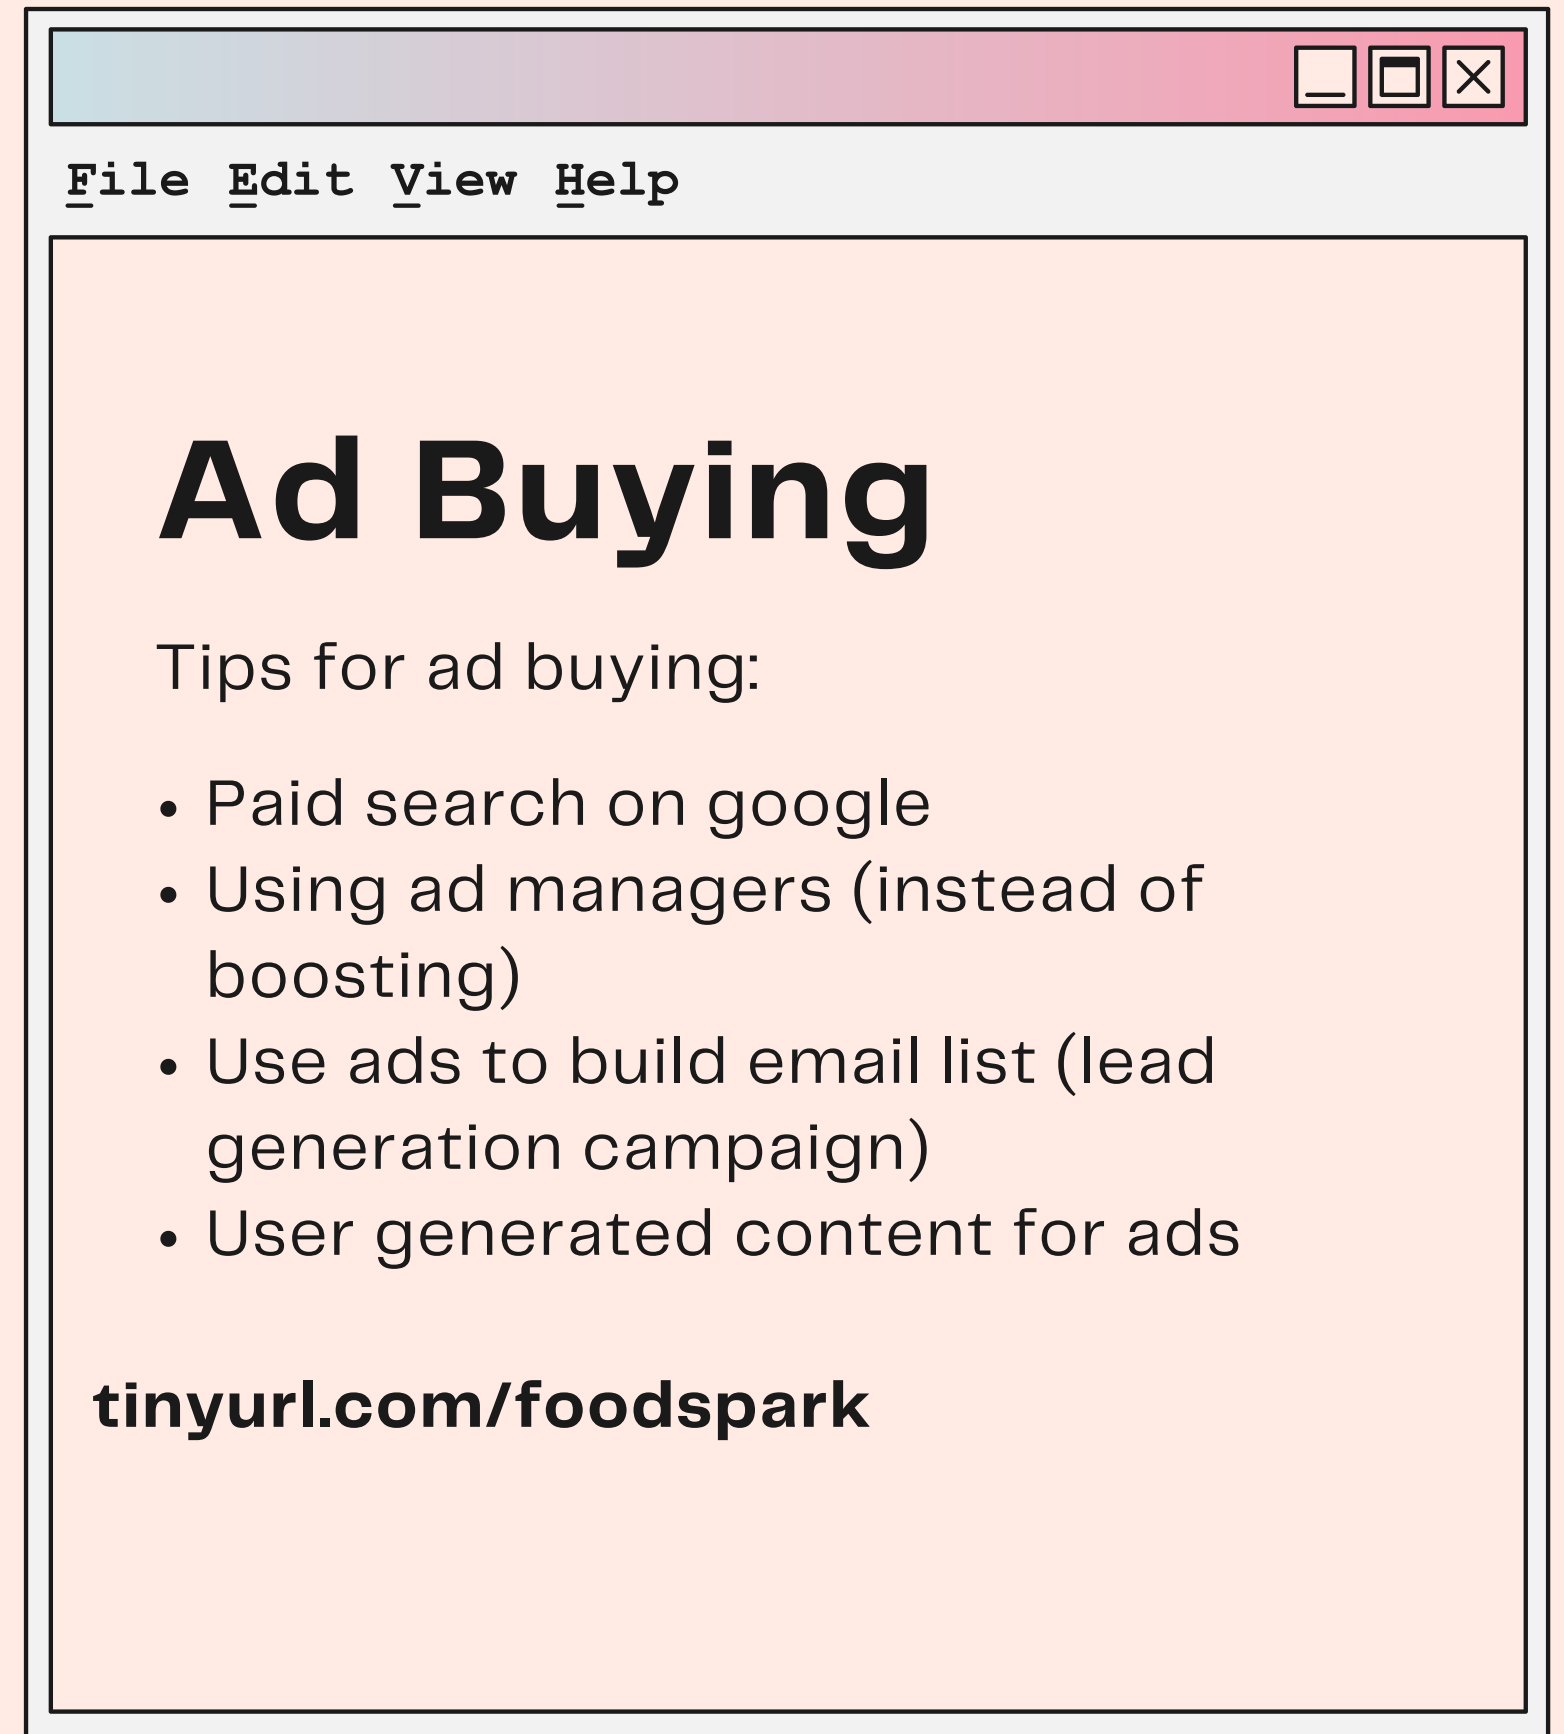 File Edit View Help
Ad Buying
Tips for ad buying:
• Paid search on google
• Using ad managers (instead of
boosting)
• Use ads to build email list (lead
generation campaign)
• User generated content for ads
tinyurl.com/foodspark